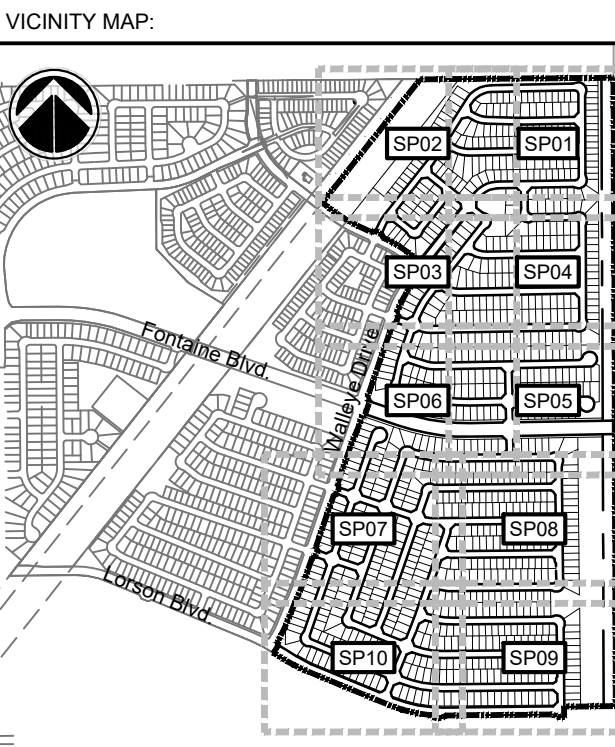 VICINITY MAP:
SP02
SP01
SP03
SP04
Fontaine Blvd.
Walleye Drive
SP06
SP05
SP07
SP08
Lorson Blvd.
SP10
SP09